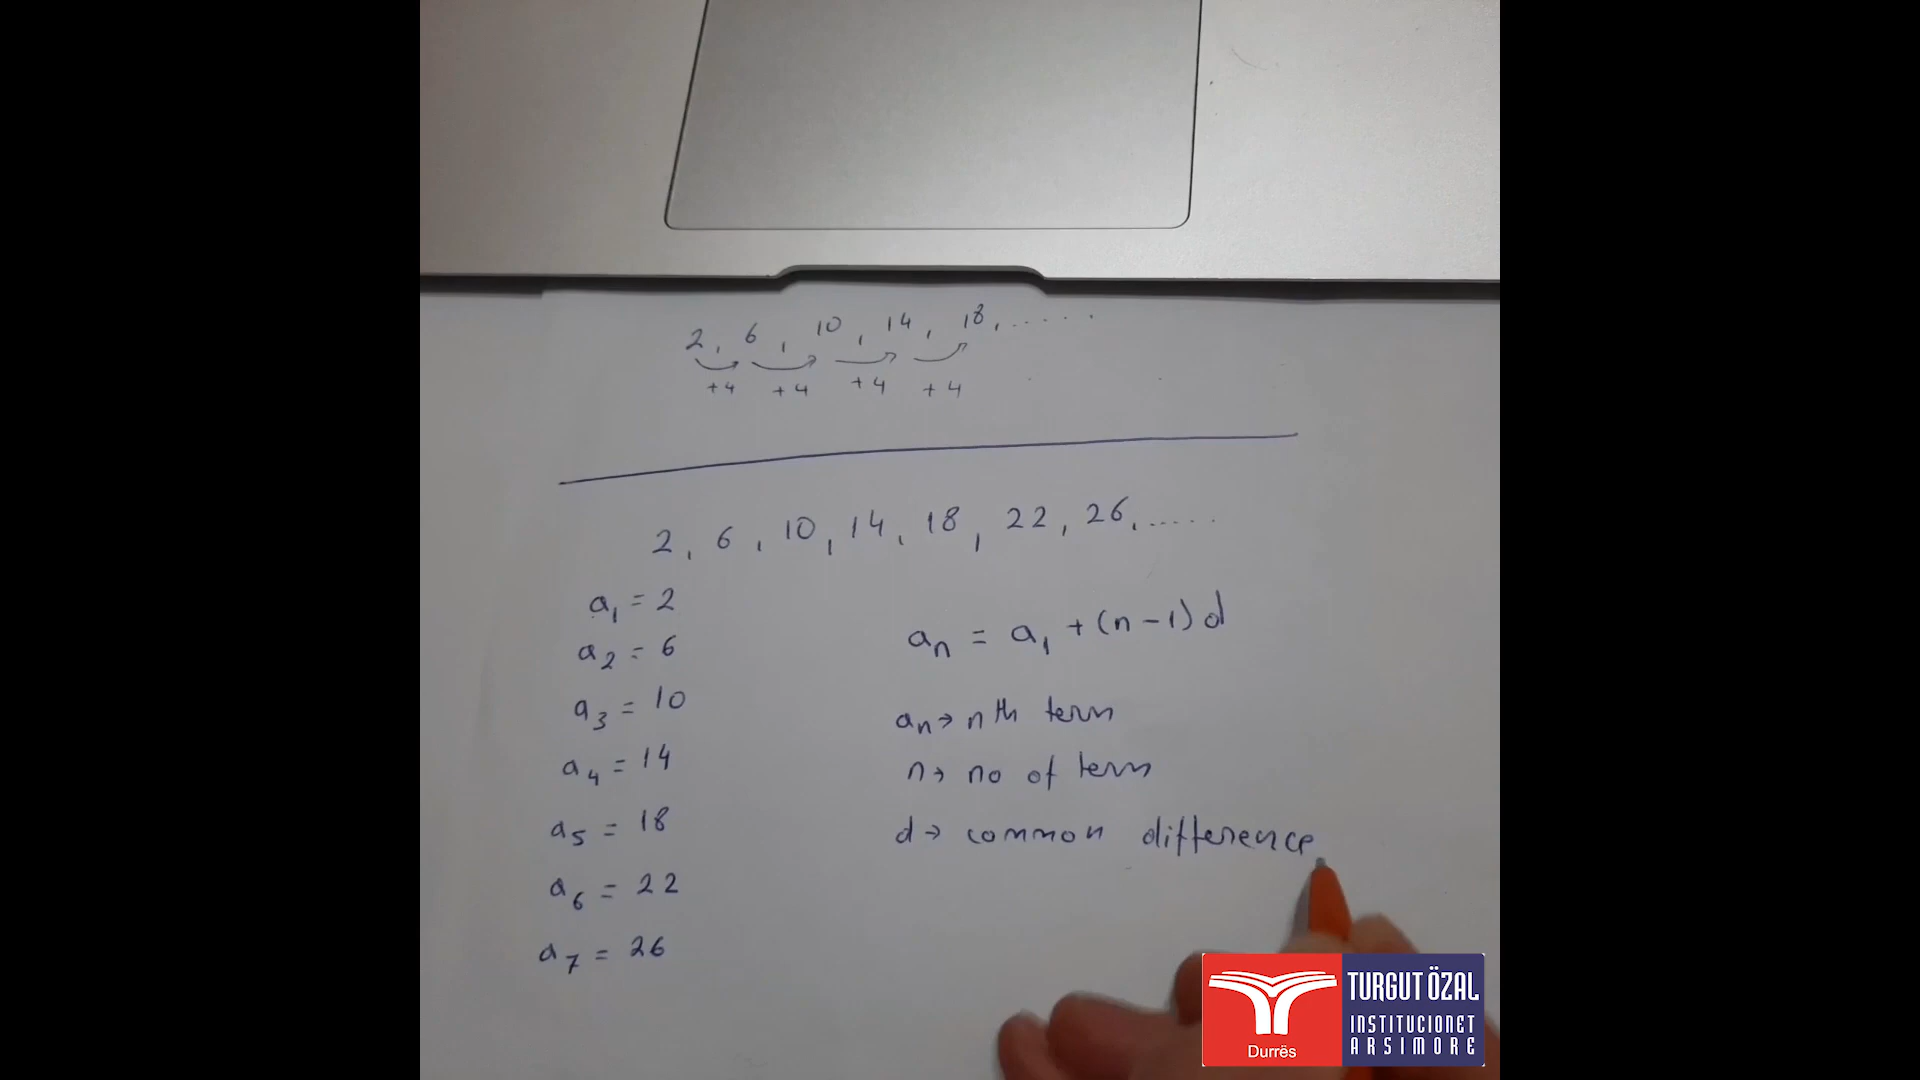 2, 6, 10, 14, 18, .....
+4 +4 +4 +4
2, 6, 10, 14, 18, 22, 26, .....
a₁ = 2
a₂ = 6
a₃ = 10
a₄ = 14
a₅ = 18
a₆ = 22
a₇ = 26
aₙ = a₁ + (n - 1) d
aₙ → nth term
n → no of term
d → common difference
TURGUT ÖZAL
INSTITUCIONET
ARSIMORE
Durrës